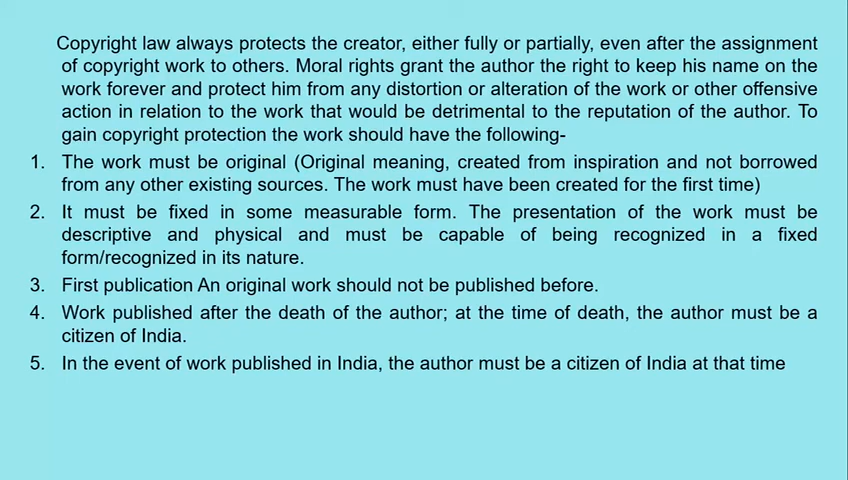 Copyright law always protects the creator, either fully or partially, even after the assignment
of copyright work to others. Moral rights grant the author the right to keep his name on the
work forever and protect him from any distortion or alteration of the work or other offensive
action in relation to the work that would be detrimental to the reputation of the author. To
gain copyright protection the work should have the following-
1. The work must be original (Original meaning, created from inspiration and not borrowed
from any other existing sources. The work must have been created for the first time)
2. It must be fixed in some measurable form. The presentation of the work must be
descriptive and physical and must be capable of being recognized in a fixed
form/recognized in its nature.
3. First publication An original work should not be published before.
4. Work published after the death of the author; at the time of death, the author must be a
citizen of India.
5. In the event of work published in India, the author must be a citizen of India at that time